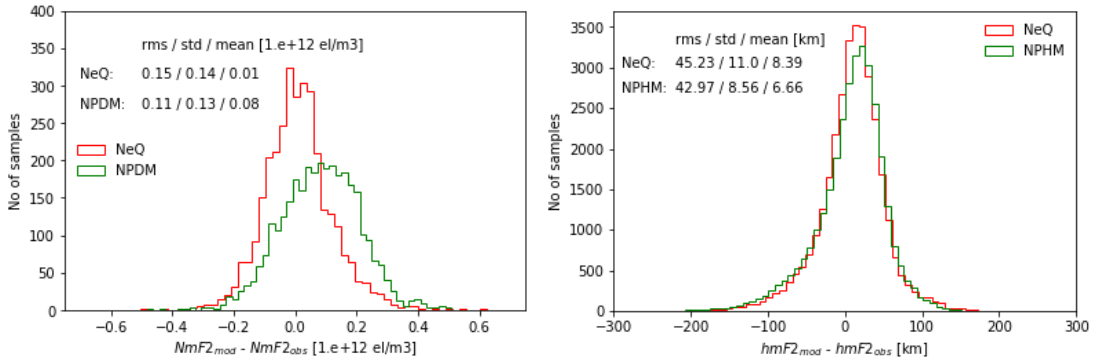 400
350
300
250
200
150
100
50
0
No of samples
rms / std / mean [1.e+12 el/m3]
NeQ: 0.15 / 0.14 / 0.01
NPDM: 0.11 / 0.13 / 0.08
NeQ
NPDM
−0.6 −0.4 −0.2 0.0 0.2 0.4 0.6
NmF2mod - NmF2obs [1.e+12 el/m3]
3500
3000
2500
2000
1500
1000
500
0
No of samples
rms / std / mean [km]
NeQ: 45.23 / 11.0 / 8.39
NPHM: 42.97 / 8.56 / 6.66
NeQ
NPHM
−300 −200 −100 0 100 200 300
hmF2mod - hmF2obs [km]